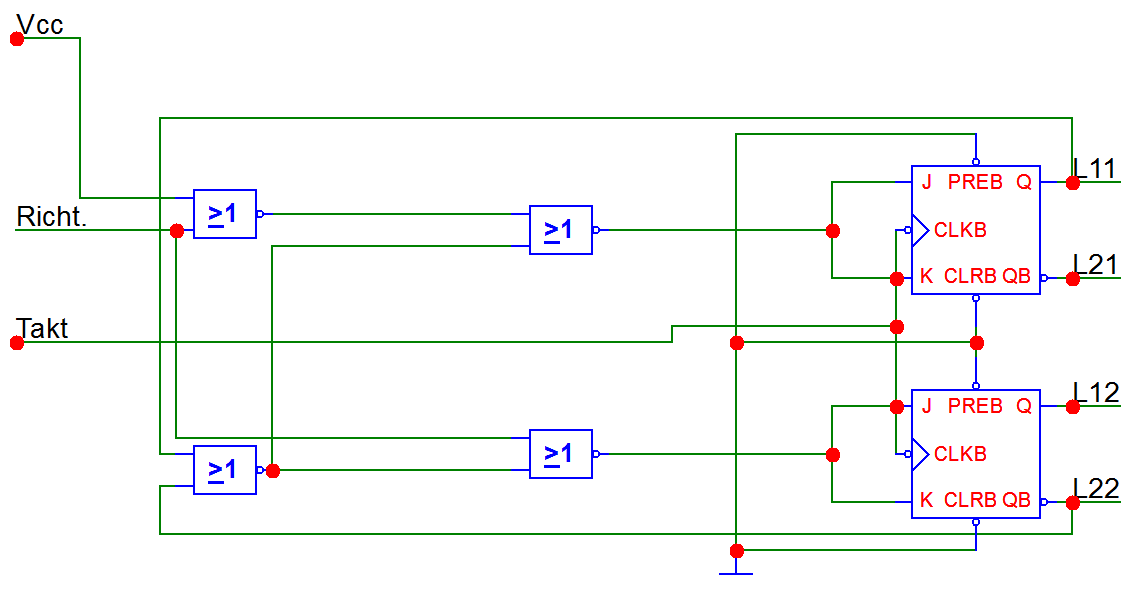 Vcc
L11
J PREB Q
Richt.
≥1
≥1
CLKB
L21
K CLRB QB
Takt
L12
J PREB Q
≥1
≥1
CLKB
L22
K CLRB QB